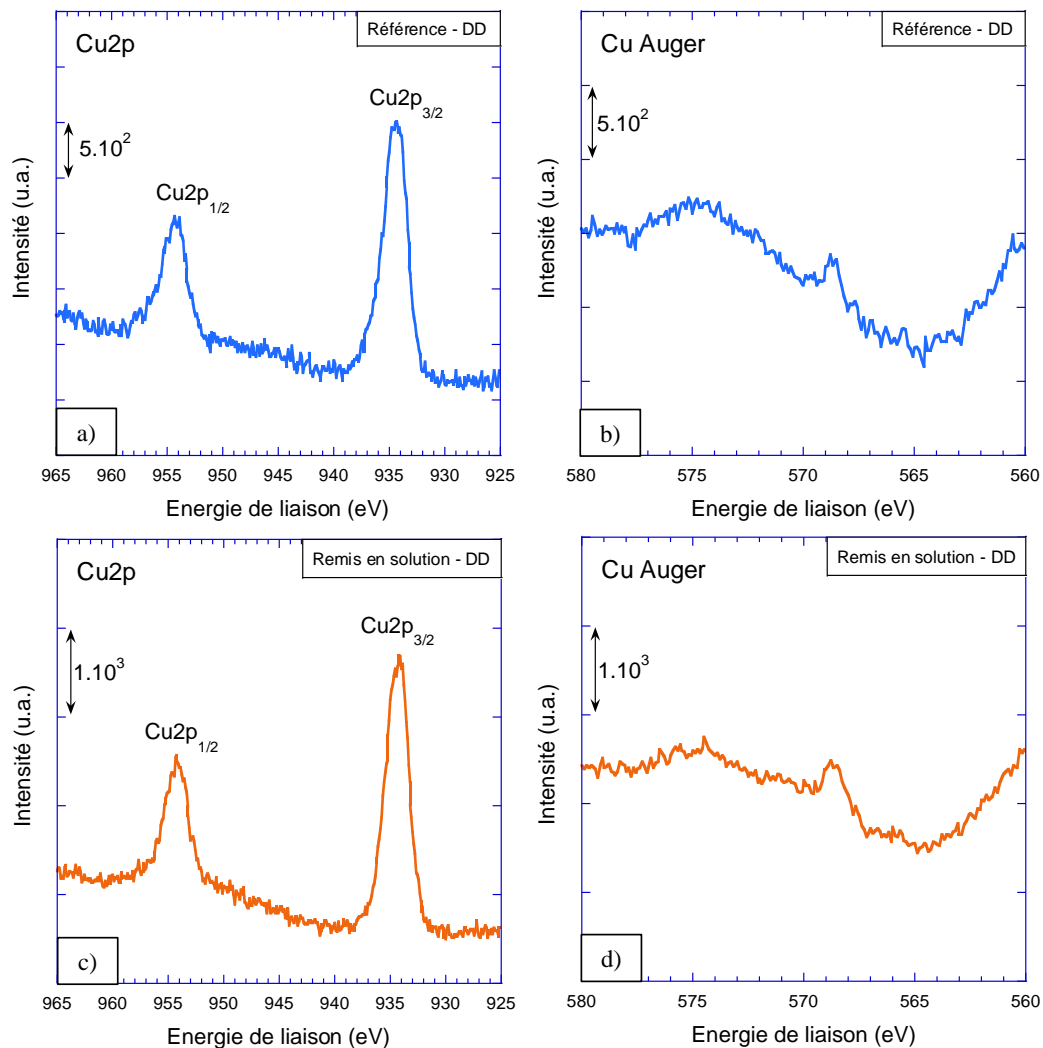 Cu2p
Référence - DD
Cu2p3/2
5.10²
Cu2p1/2
Intensité (u.a.)
a)
965 960 955 950 945 940 935 930 925
Energie de liaison (eV)
Cu Auger
Référence - DD
5.10²
Intensité (u.a.)
b)
580 575 570 565 560
Energie de liaison (eV)
Cu2p
Remis en solution - DD
Cu2p3/2
1.10³
Cu2p1/2
Intensité (u.a.)
c)
965 960 955 950 945 940 935 930 925
Energie de liaison (eV)
Cu Auger
Remis en solution - DD
1.10³
Intensité (u.a.)
d)
580 575 570 565 560
Energie de liaison (eV)